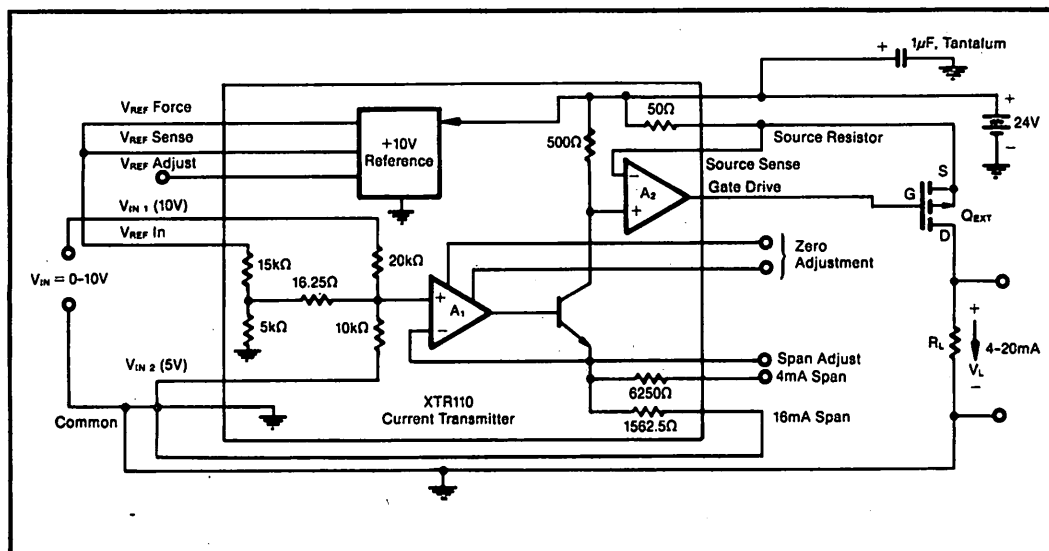 1µF, Tantalum
+
VREF Force
VREF Sense
VREF Adjust
+10V
Reference
50Ω
Source Resistor
500Ω
Source Sense
Gate Drive
+
24V
−
VIN 1 (10V)
VREF In
−
A2
+
S
G
QEXT
D
VIN = 0-10V
15kΩ
16.25Ω
20kΩ
5kΩ
10kΩ
+
A1
−
Zero
Adjustment
Span Adjust
4mA Span
6250Ω
1562.5Ω
16mA Span
RL
+
VL
−
4–20mA
VIN 2 (5V)
Common
XTR110
Current Transmitter